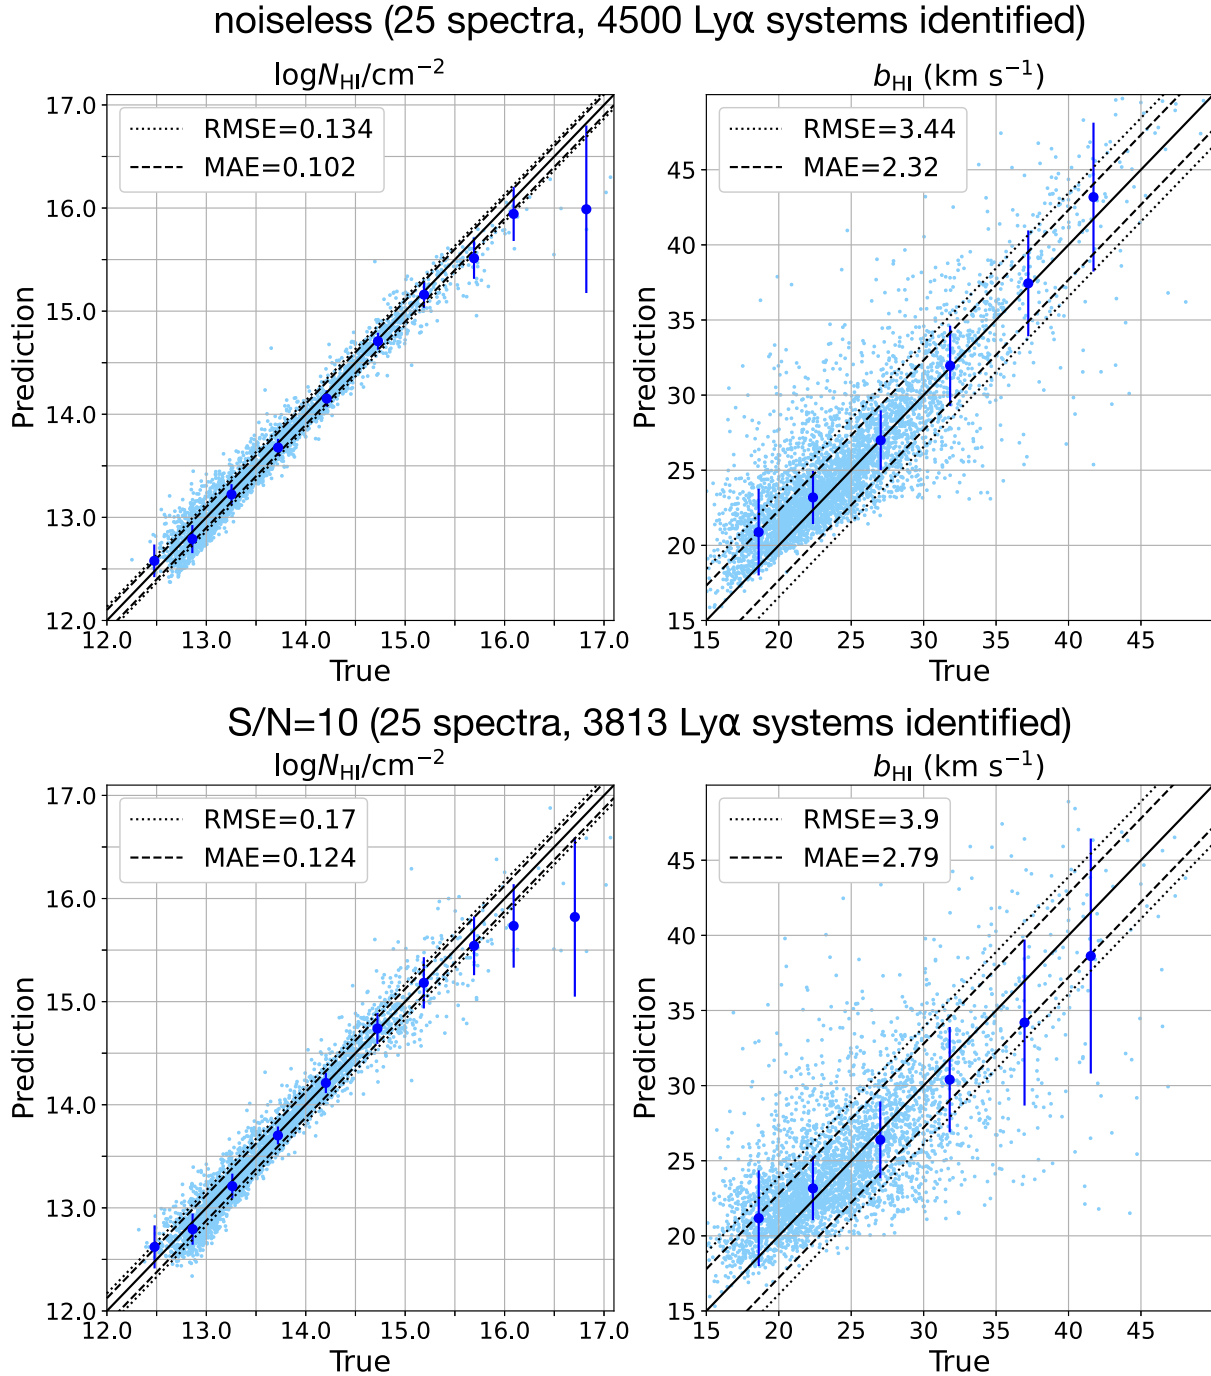 noiseless (25 spectra, 4500 Lyα systems identified)
logN_HI/cm⁻²
b_HI (km s⁻¹)
RMSE=0.134
MAE=0.102
RMSE=3.44
MAE=2.32
17.0
16.0
15.0
14.0
13.0
12.0
Prediction
12.0 13.0 14.0 15.0 16.0 17.0
True
45
40
35
30
25
20
15
Prediction
15 20 25 30 35 40 45
True
S/N=10 (25 spectra, 3813 Lyα systems identified)
logN_HI/cm⁻²
b_HI (km s⁻¹)
RMSE=0.17
MAE=0.124
RMSE=3.9
MAE=2.79
17.0
16.0
15.0
14.0
13.0
12.0
Prediction
12.0 13.0 14.0 15.0 16.0 17.0
True
45
40
35
30
25
20
15
Prediction
15 20 25 30 35 40 45
True